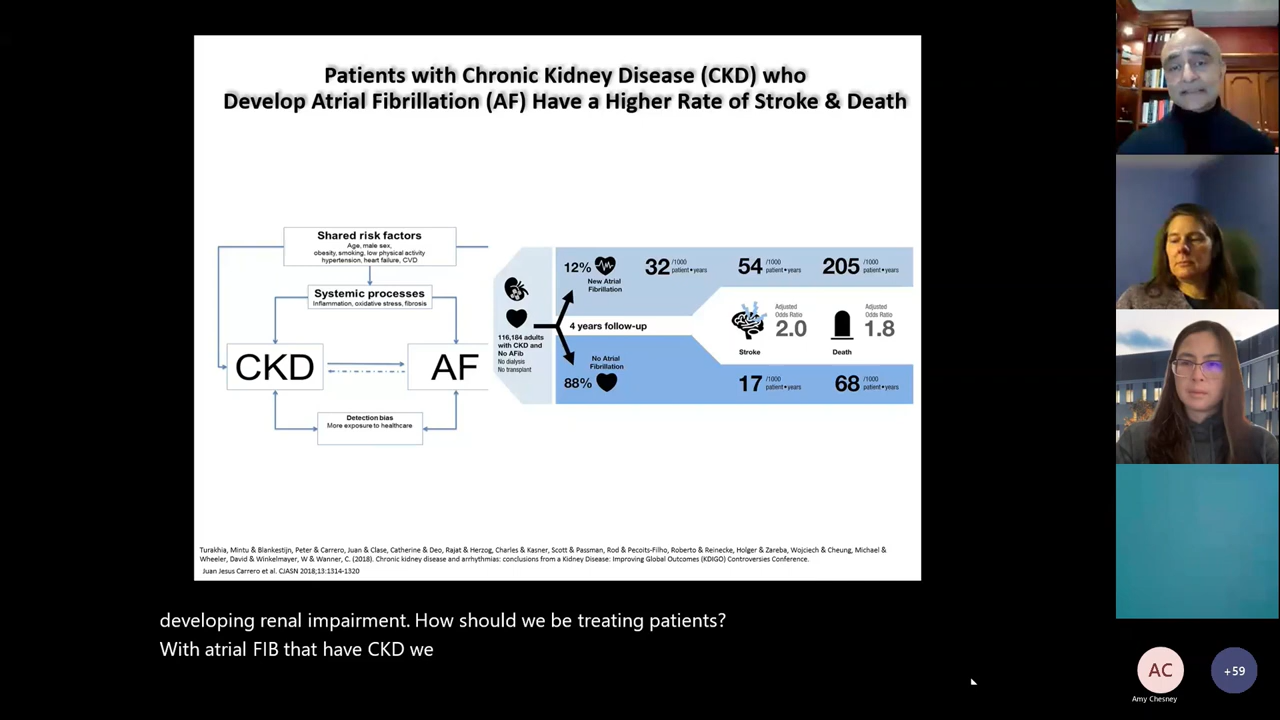 Patients with Chronic Kidney Disease (CKD) who
Develop Atrial Fibrillation (AF) Have a Higher Rate of Stroke & Death
Shared risk factors
Age, male sex,
obesity, smoking, low physical activity
hypertension, heart failure, CVD
Systemic processes
Inflammation, oxidative stress, fibrosis
CKD
AF
Detection bias
More exposure to healthcare
116,184 adults
with CKD and
No AFib
No dialysis
No transplant
12%
New Atrial
Fibrillation
32 /1000
patient•years
54 /1000
patient•years
205 /1000
patient•years
4 years follow-up
Stroke
Adjusted
Odds Ratio
2.0
Death
Adjusted
Odds Ratio
1.8
No Atrial
Fibrillation
88%
17 /1000
patient•years
68 /1000
patient•years
Turakhia, Mintu & Blankestijn, Peter & Carrero, Juan & Clase, Catherine & Deo, Rajat & Herzog, Charles & Kasner, Scott & Passman, Rod & Pecoits-Filho, Roberto & Reinecke, Holger & Zareba, Wojciech & Cheung, Michael &
Wheeler, David & Winkelmayer, W & Wanner, C. (2018). Chronic kidney disease and arrhythmias: conclusions from a Kidney Disease: Improving Global Outcomes (KDIGO) Controversies Conference.
Juan Jesus Carrero et al. CJASN 2018;13:1314-1320
developing renal impairment. How should we be treating patients?
With atrial FIB that have CKD we
AC
Amy Chesney
+59